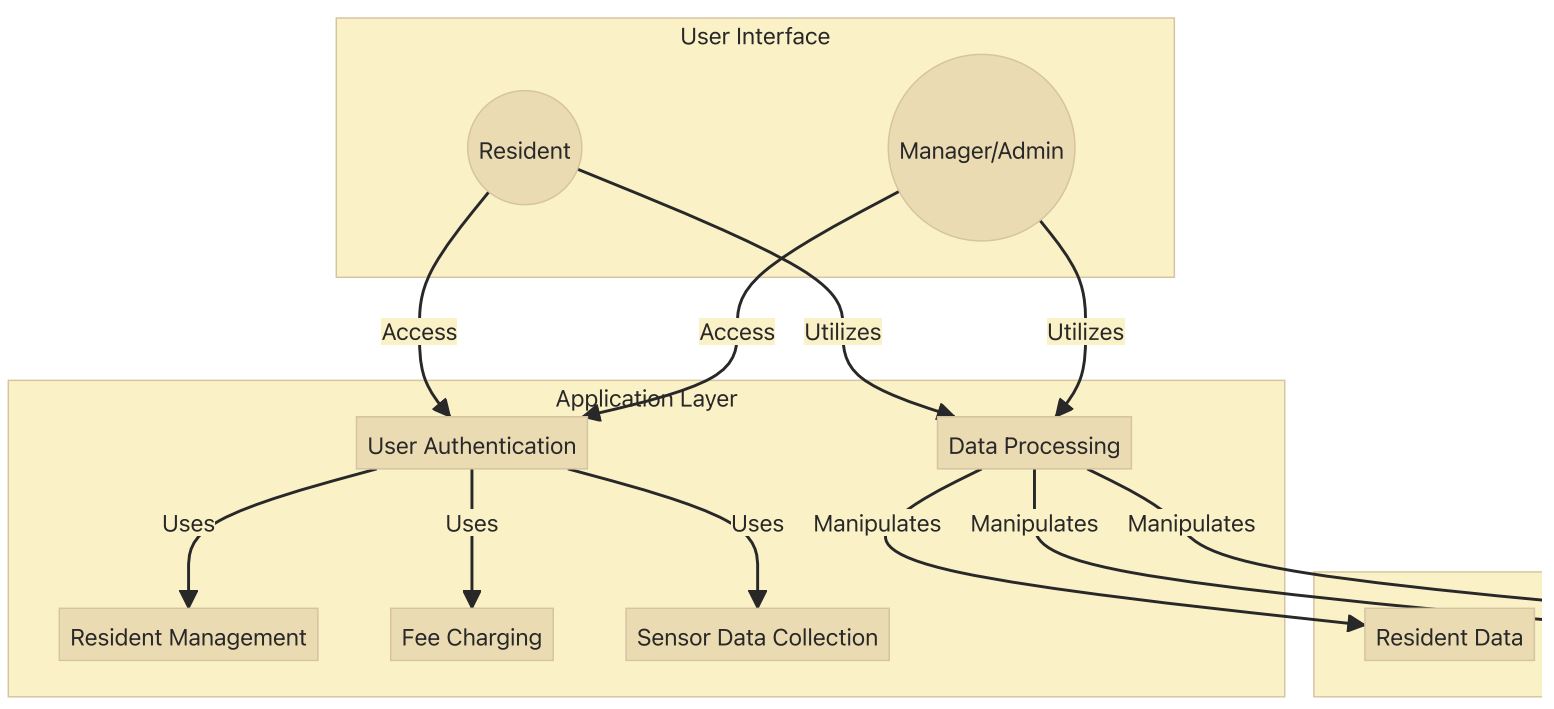 User Interface
Resident
Manager/Admin
Access
Access
Utilizes
Utilizes
Application Layer
User Authentication
Data Processing
Uses
Uses
Uses
Manipulates
Manipulates
Manipulates
Resident Management
Fee Charging
Sensor Data Collection
Resident Data